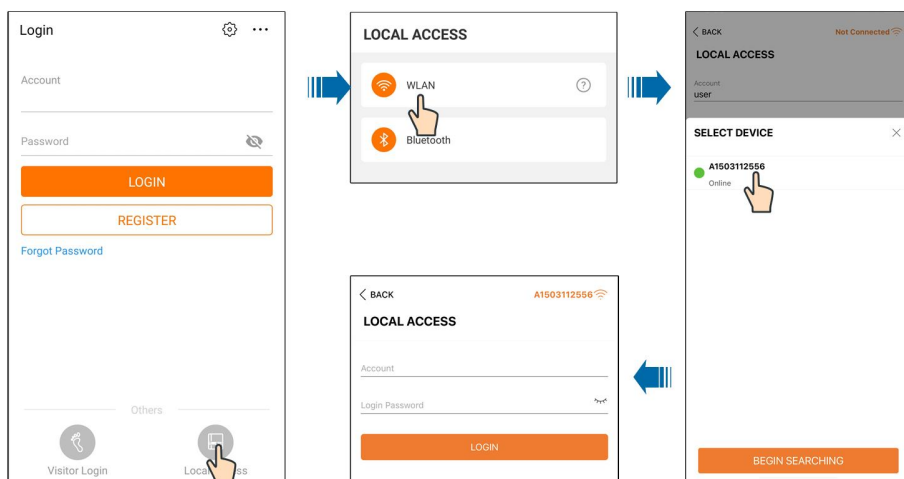 Login
Account
Password
LOGIN
REGISTER
Forgot Password
Others
Visitor Login
LOCAL ACCESS
WLAN
?
Bluetooth
< BACK
Not Connected
LOCAL ACCESS
Account
user
SELECT DEVICE
A1503112556
Online
BEGIN SEARCHING
< BACK
A1503112556
LOCAL ACCESS
Account
Login Password
LOGIN